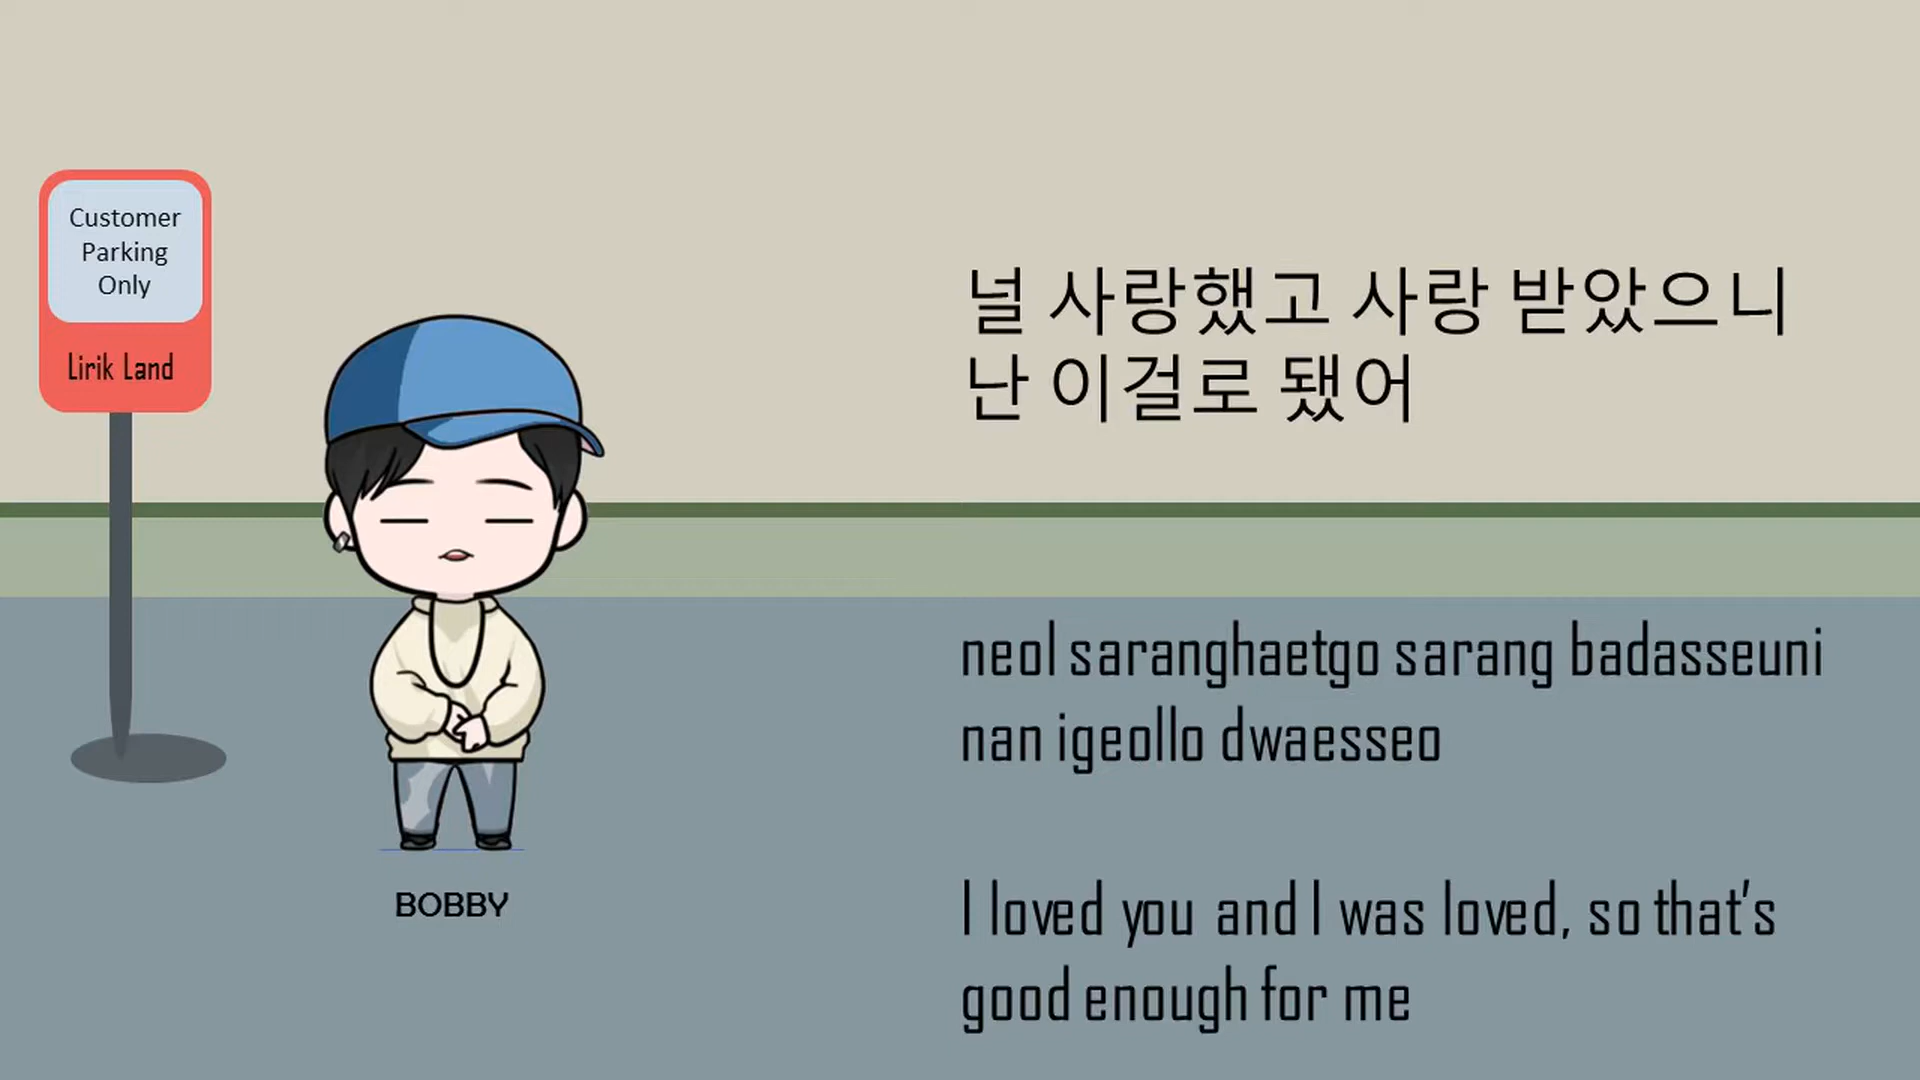 Customer
Parking
Only
Lirik Land
널 사랑했고 사랑 받았으니
난 이걸로 됐어
neol saranghaetgo sarang badasseuni
nan igeollo dwaesseo
I loved you and I was loved, so that's
good enough for me
BOBBY